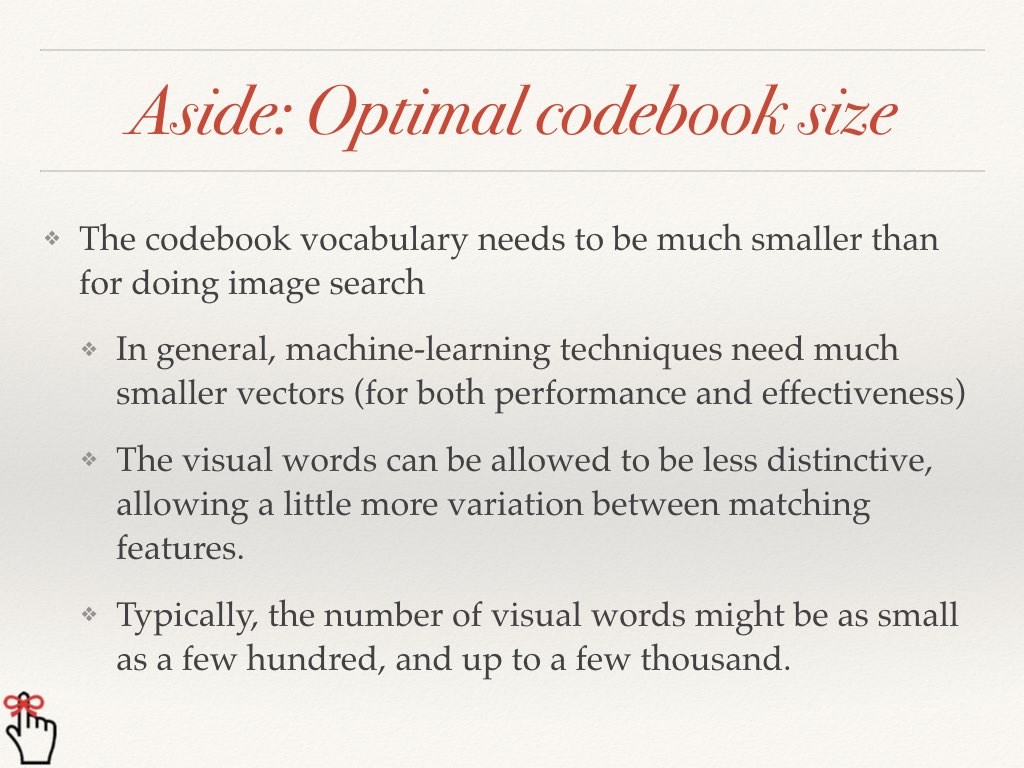 Aside: Optimal codebook size
The codebook vocabulary needs to be much smaller than
for doing image search
In general, machine-learning techniques need much
smaller vectors (for both performance and effectiveness)
The visual words can be allowed to be less distinctive,
allowing a little more variation between matching
features.
Typically, the number of visual words might be as small
as a few hundred, and up to a few thousand.